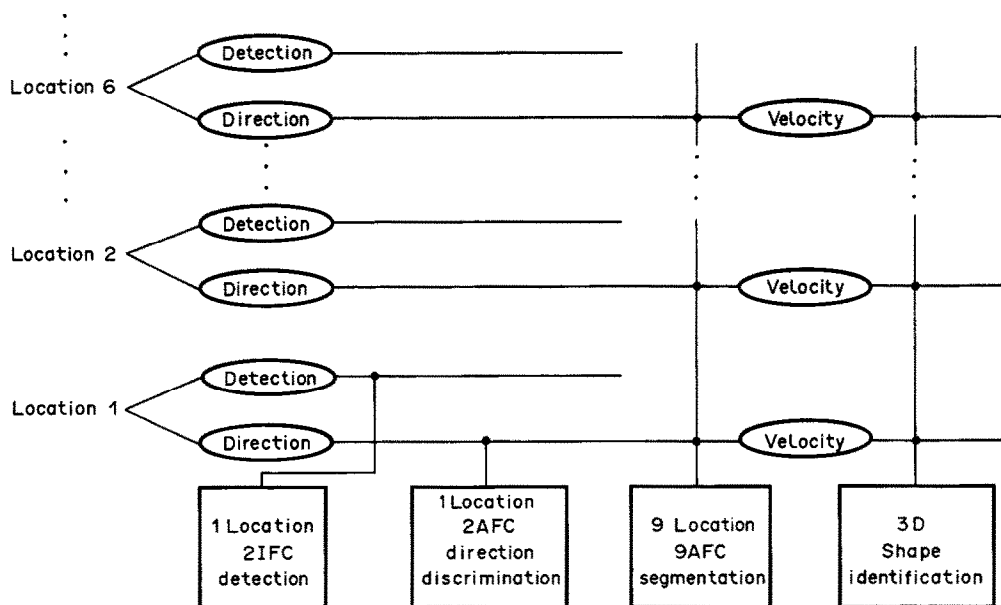 Detection
Location 6
Direction
Velocity
Detection
Location 2
Direction
Velocity
Detection
Location 1
Direction
Velocity
1 Location
2IFC
detection
1 Location
2AFC
direction
discrimination
9 Location
9AFC
segmentation
3D
Shape
identification